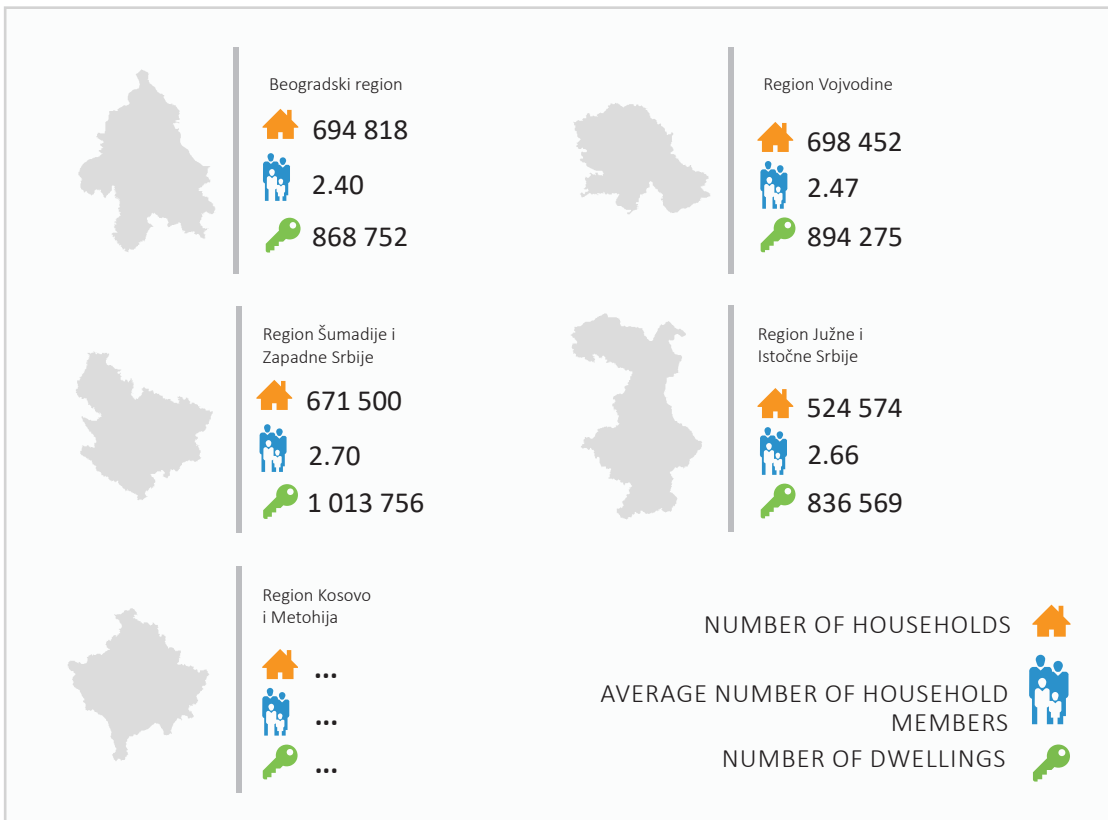 Beogradski region
694 818
2.40
868 752
Region Vojvodine
698 452
2.47
894 275
Region Šumadije i
Zapadne Srbije
671 500
2.70
1 013 756
Region Južne i
Istočne Srbije
524 574
2.66
836 569
Region Kosovo
i Metohija
...
...
...
NUMBER OF HOUSEHOLDS
AVERAGE NUMBER OF HOUSEHOLD
MEMBERS
NUMBER OF DWELLINGS